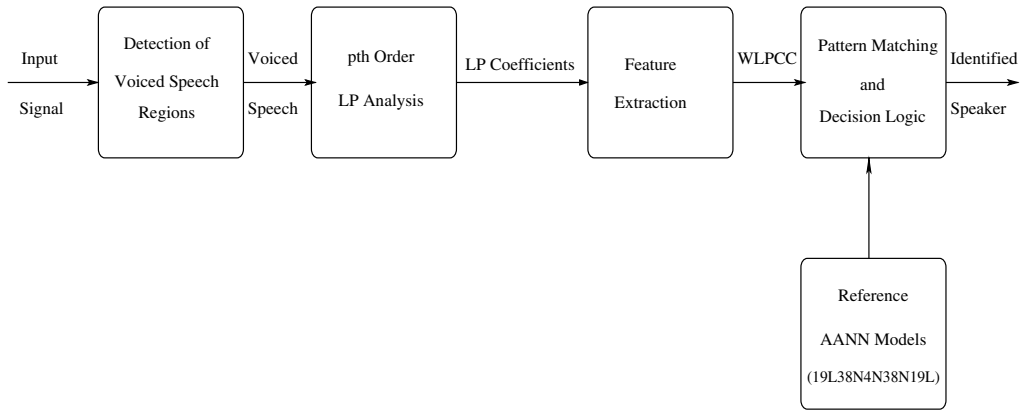 Input
Signal
Detection of
Voiced Speech
Regions
Voiced
Speech
pth Order
LP Analysis
LP Coefficients
Feature
Extraction
WLPCC
Pattern Matching
and
Decision Logic
Identified
Speaker
Reference
AANN Models
(19L38N4N38N19L)